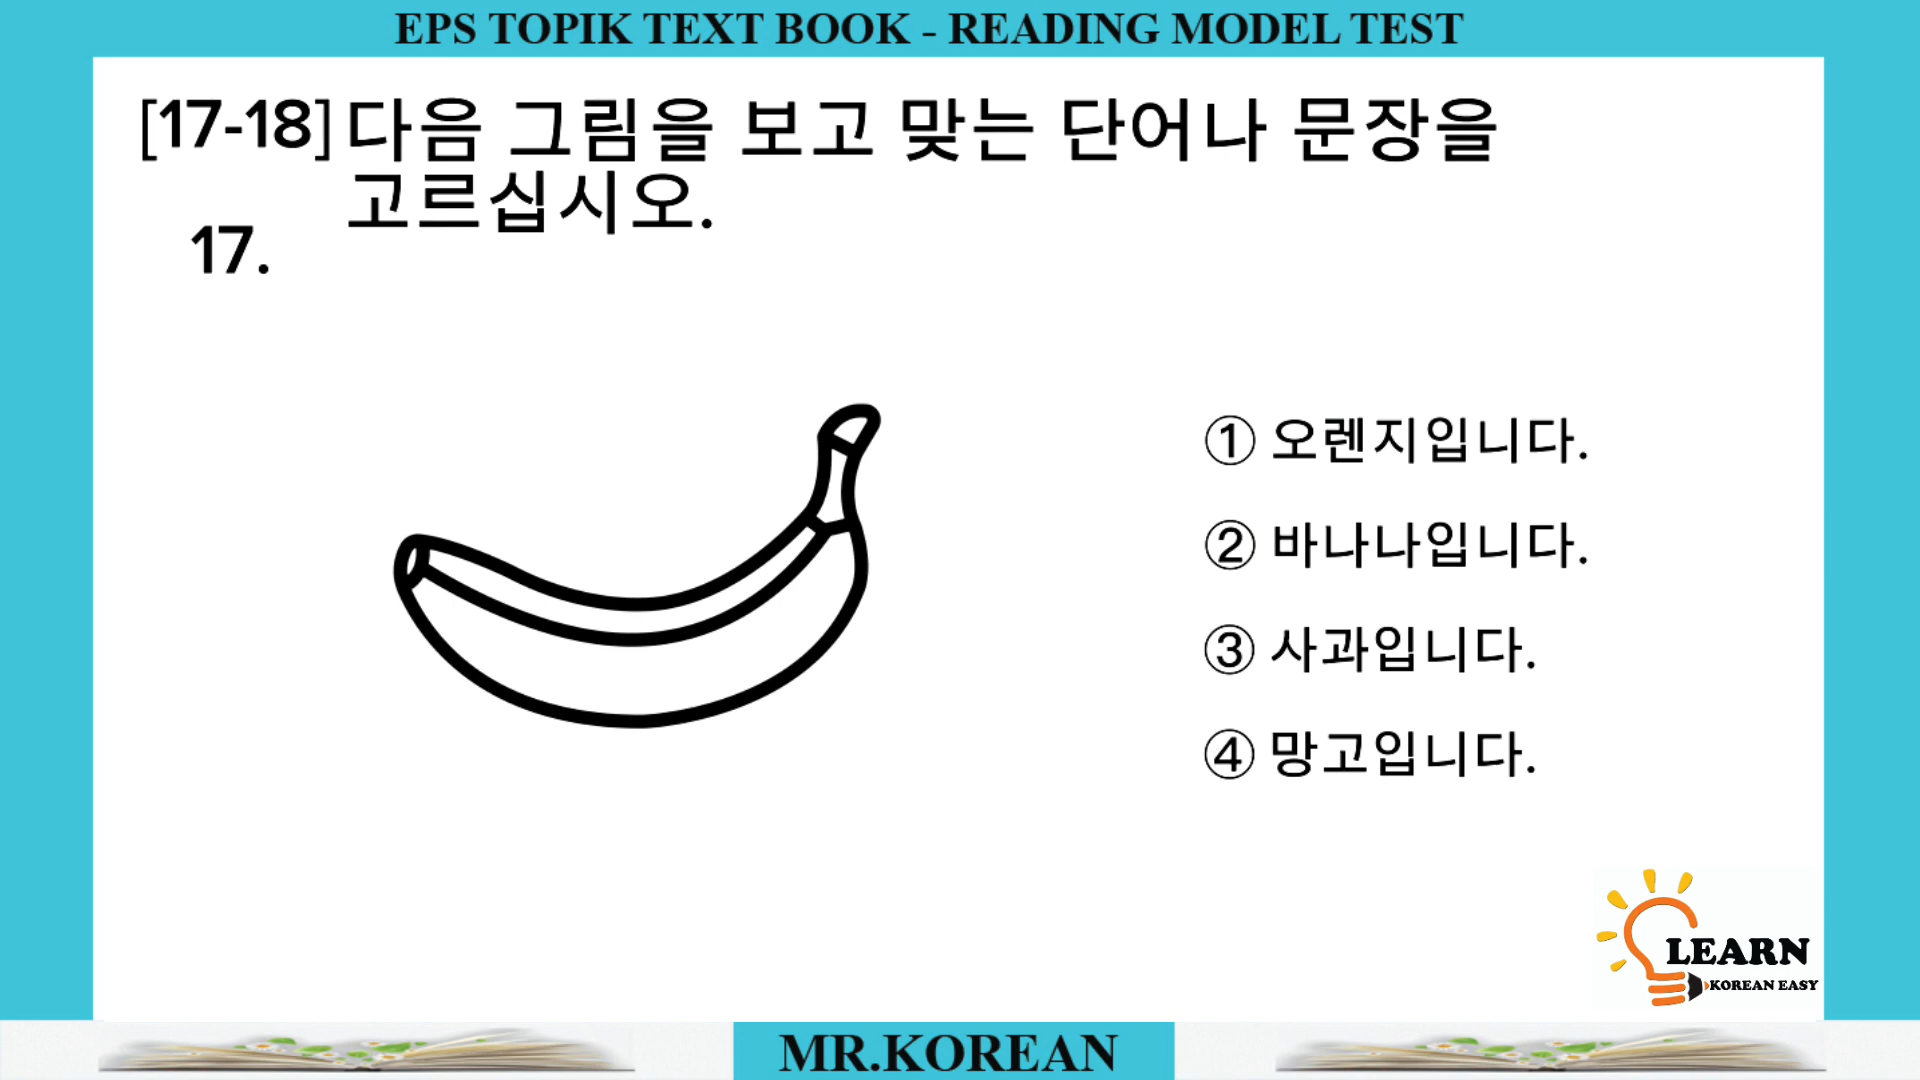 EPS TOPIK TEXT BOOK - READING MODEL TEST
[17-18] 다음 그림을 보고 맞는 단어나 문장을
고르십시오.
17.
① 오렌지입니다.
② 바나나입니다.
③ 사과입니다.
④ 망고입니다.
LEARN
KOREAN EASY
MR.KOREAN